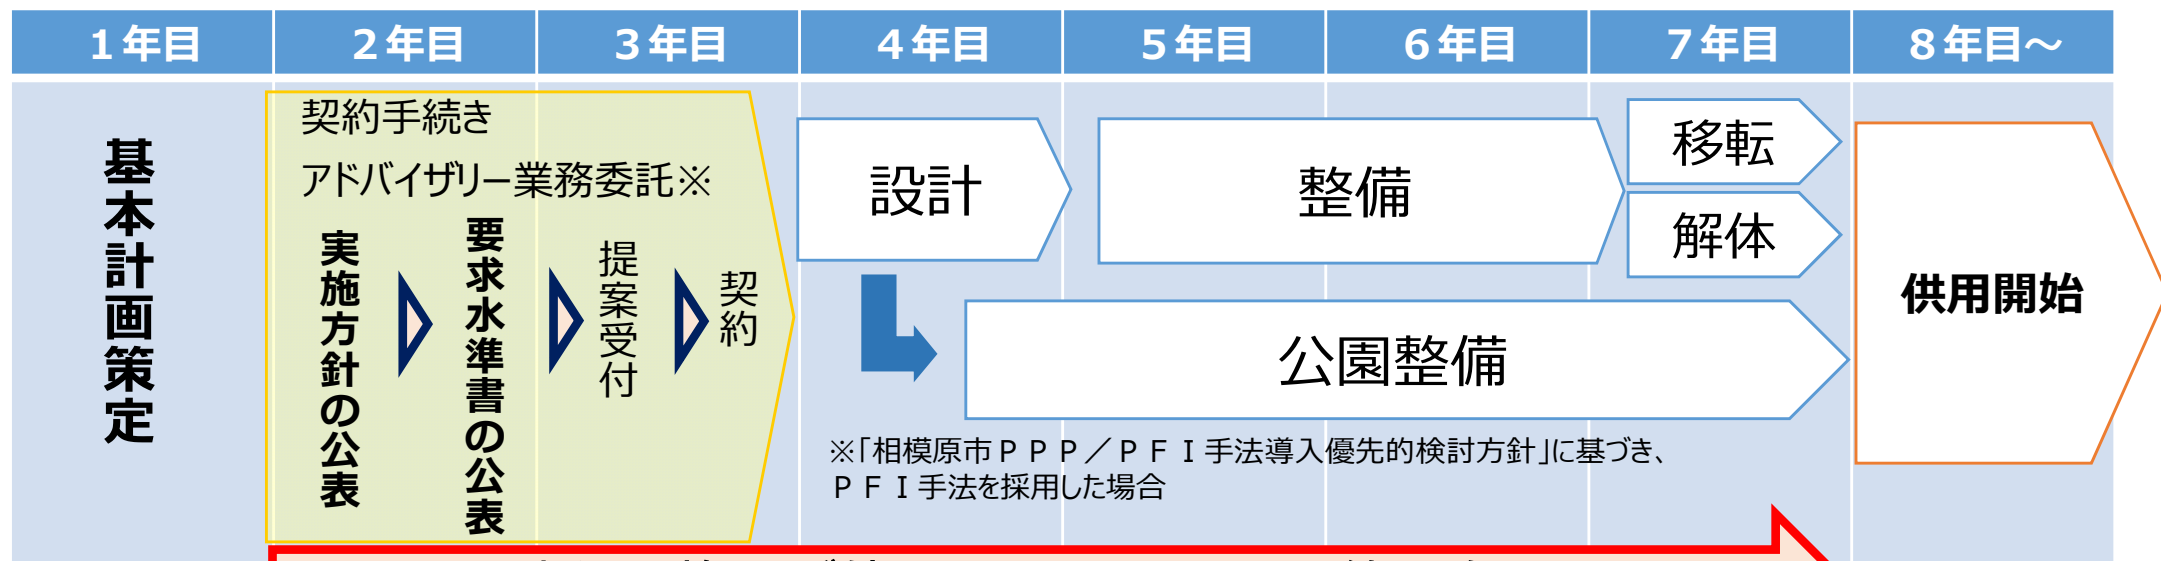 1年目
2年目
3年目
4年目
5年目
6年目
7年目
8年目～
基本計画策定
契約手続き
アドバイザリー業務委託※
実施方針の公表
要求水準書の公表
提案受付
契約
設計
整備
移転
解体
公園整備
供用開始
※「相模原市ＰＰＰ／ＰＦＩ手法導入優先的検討方針」に基づき、
ＰＦＩ手法を採用した場合